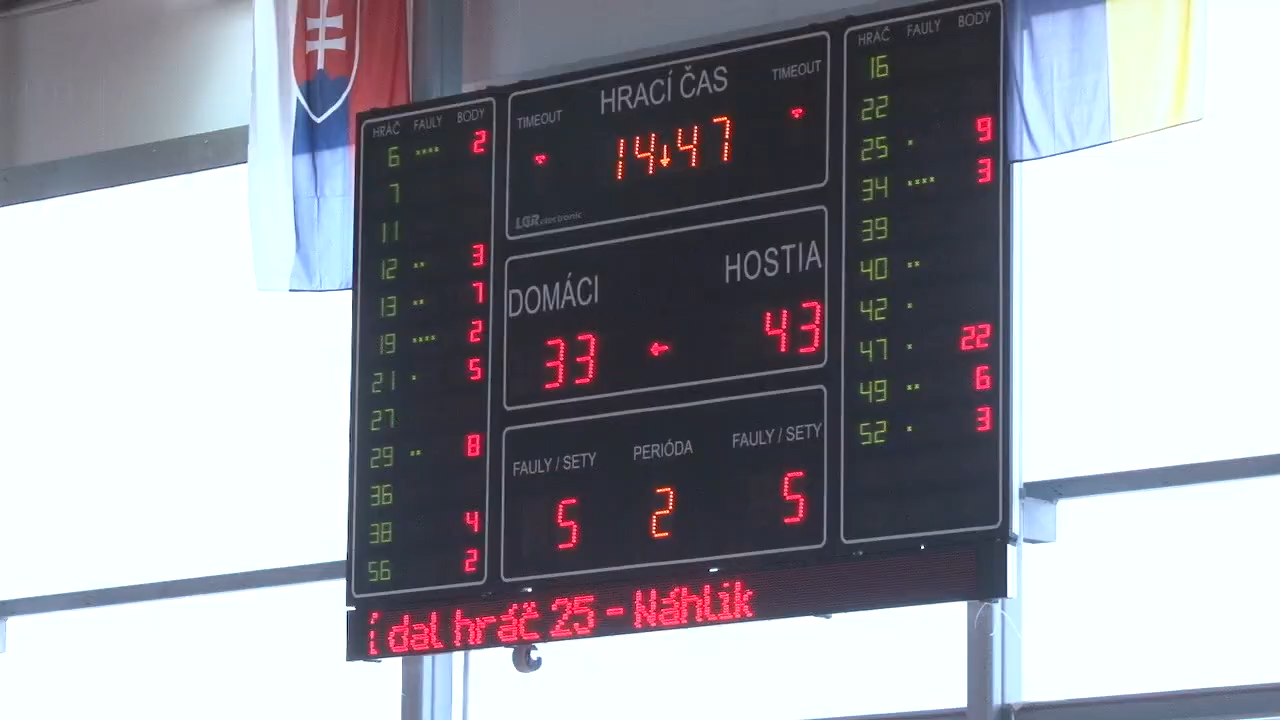 HRÁČ FAULY BODY
6 **** 2
7
11
12 ** 3
13 ** 7
19 **** 2
21 * 5
27
29 ** 8
36
38 4
56 2
HRACÍ ČAS
TIMEOUT TIMEOUT
14 47
LGR electronic
DOMÁCI HOSTIA
33 ← 43
FAULY / SETY PERIÓDA FAULY / SETY
5 2 5
HRÁČ FAULY BODY
16
22
25 * 9
34 **** 3
39
40 **
42 *
47 * 22
49 ** 6
52 * 3
í dal hráč 25 - Náhlik